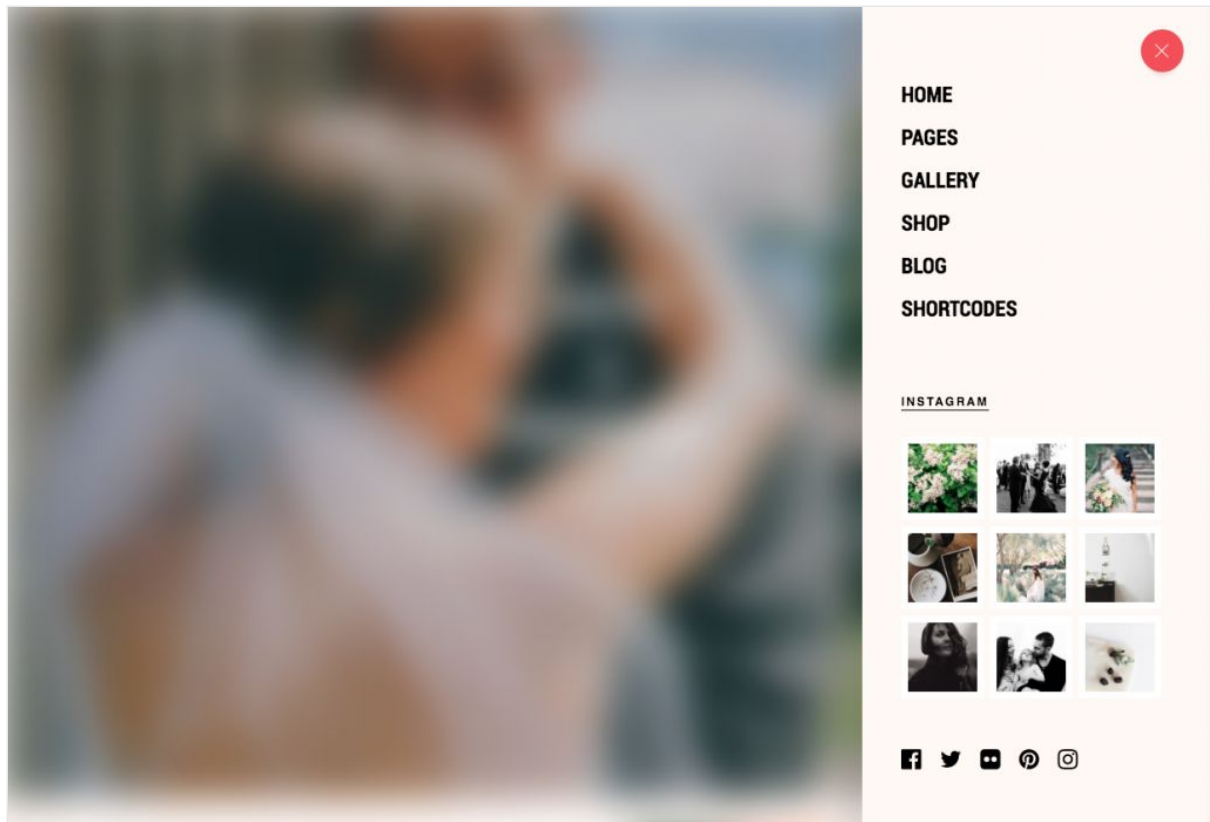 HOME
PAGES
GALLERY
SHOP
BLOG
SHORTCODES
INSTAGRAM